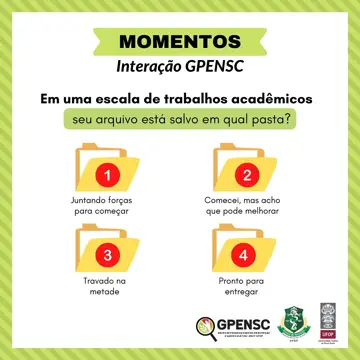 MOMENTOS
Interação GPENSC
Em uma escala de trabalhos acadêmicos
seu arquivo está salvo em qual pasta?
1
2
Juntando forças
para começar
Comecei, mas acho
que pode melhorar
3
4
Travado na
metade
Pronto para
entregar
GPENSC
UFOP